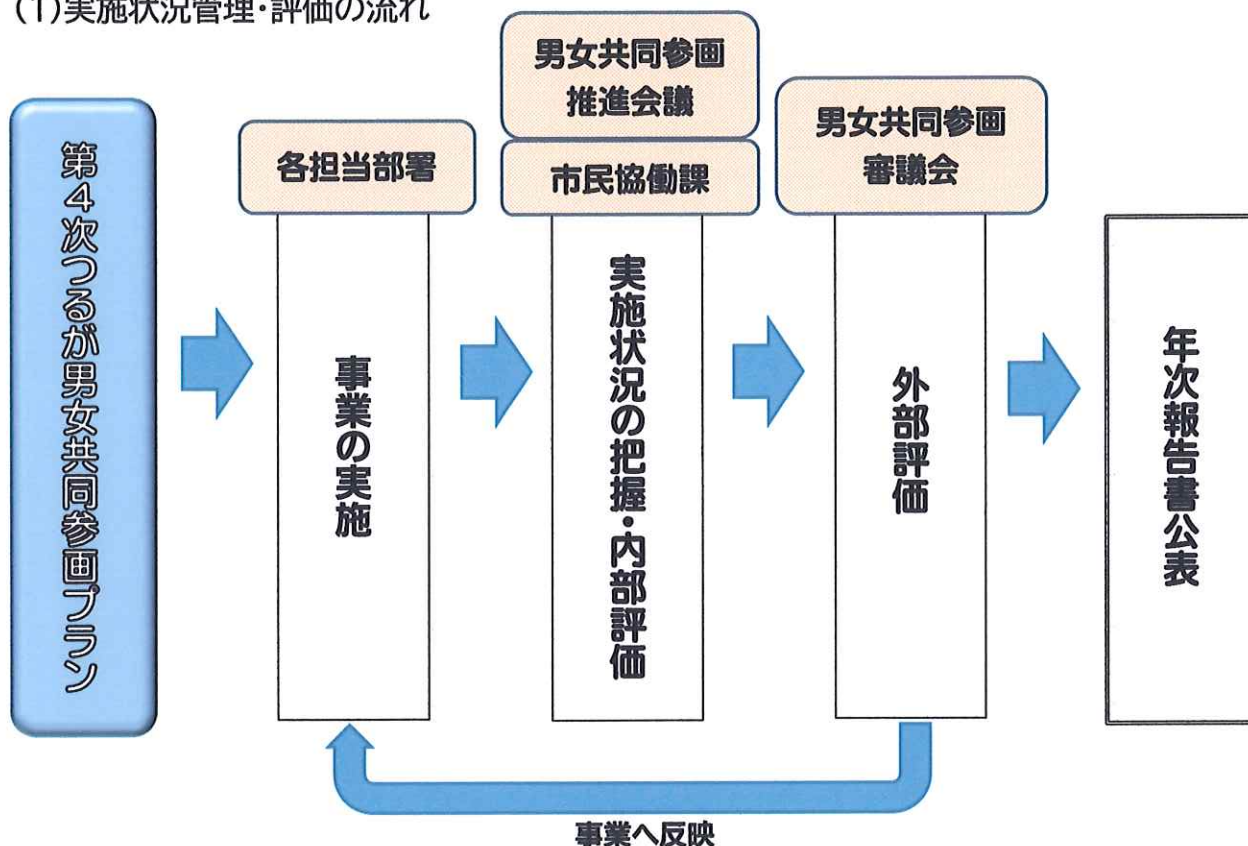 (1)実施状況管理・評価の流れ
第4次つるが男女共同参画プラン
各担当部署
事業の実施
男女共同参画
推進会議
市民協働課
実施状況の把握・内部評価
男女共同参画
審議会
外部評価
年次報告書公表
事業へ反映